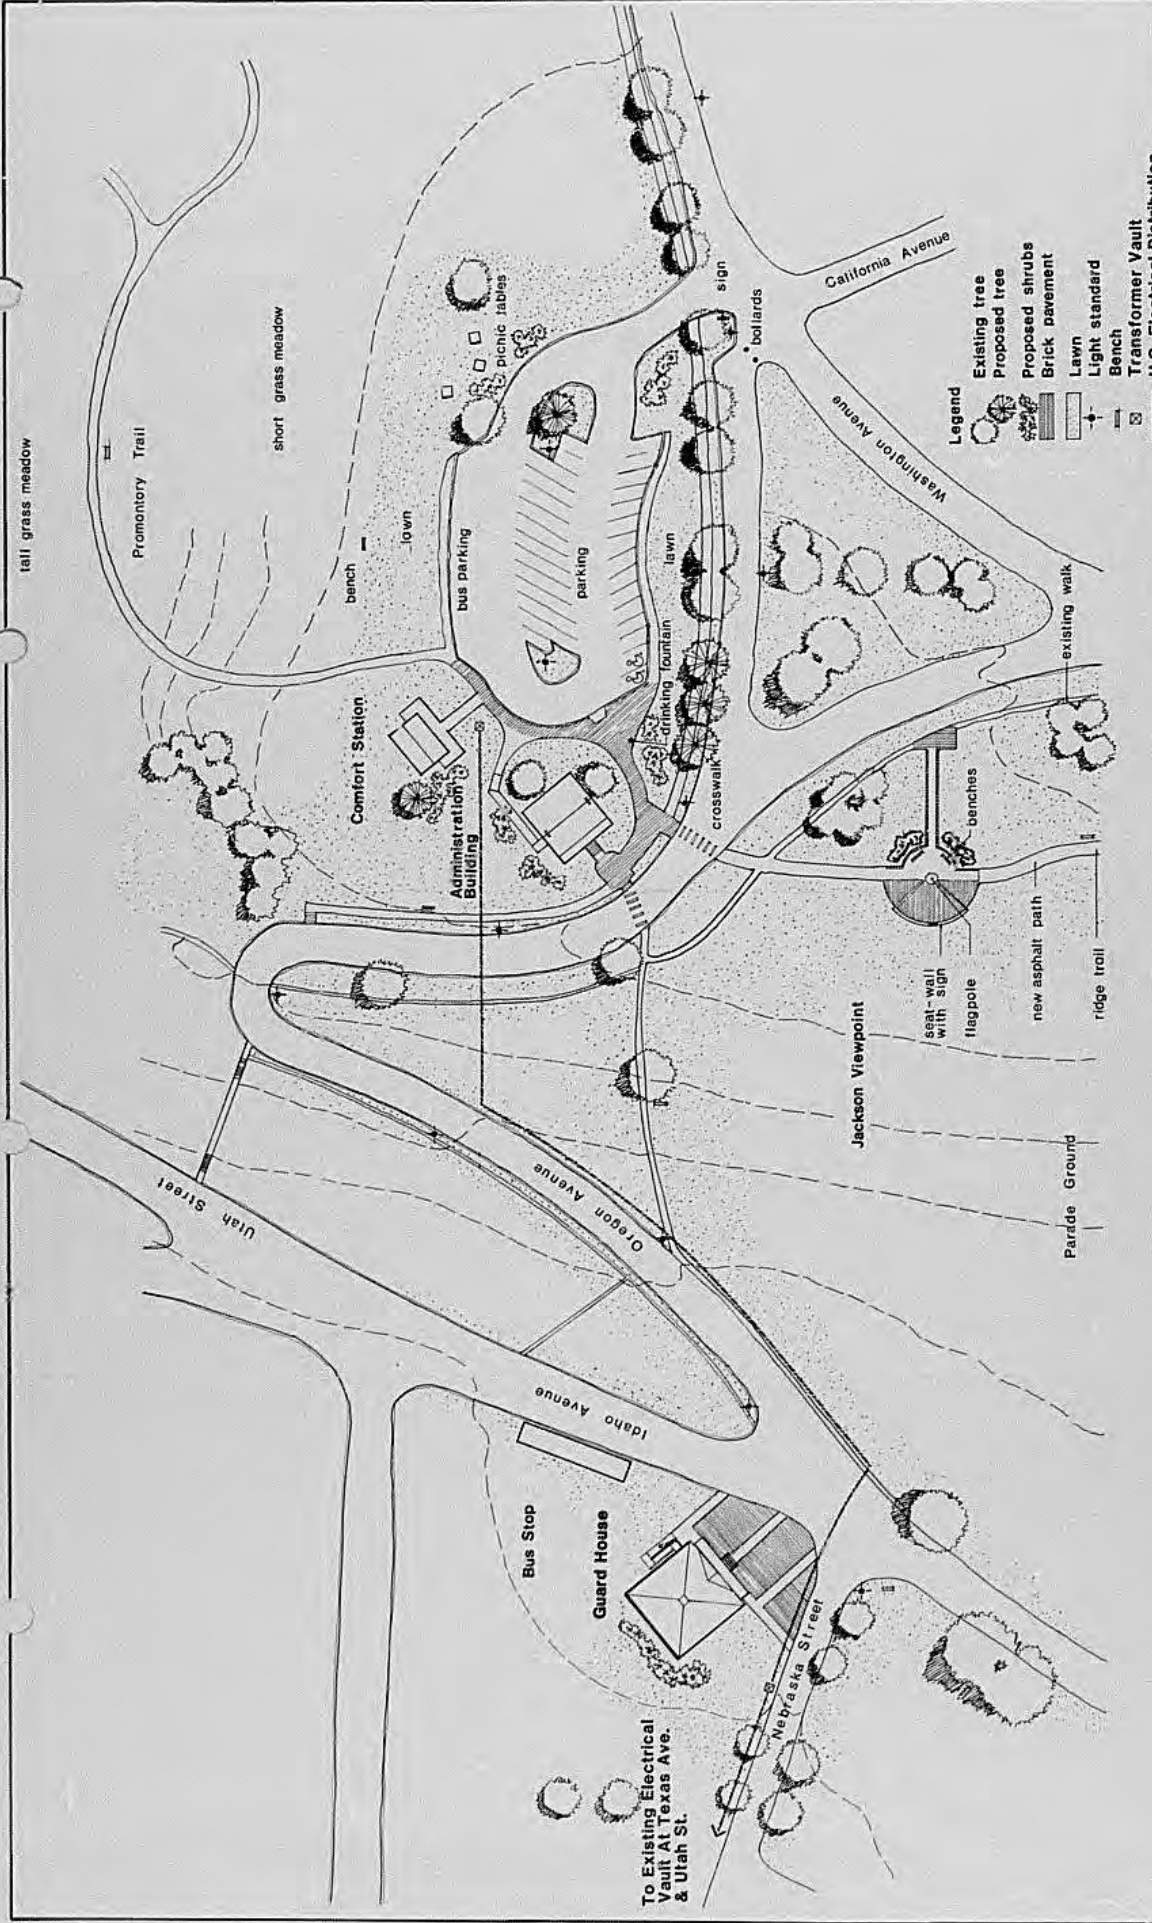 tall grass meadow
Promontory Trail
short grass meadow
bench
lawn
bus parking
parking
picnic tables
lawn
sign
bollards
California Avenue
Washington Avenue
Comfort Station
Administration
Building
drinking fountain
crosswalk
existing walk
benches
seat-wall
with sign
flagpole
new asphalt path
ridge trail
Jackson Viewpoint
Parade Ground
Utah Street
Oregon Avenue
Idaho Avenue
Bus Stop
Guard House
Nebraska Street
To Existing Electrical
Vault At Texas Ave.
& Utah St.
Legend
Existing tree
Proposed tree
Proposed shrubs
Brick pavement
Lawn
Light standard
Bench
Transformer Vault
U.G. Electrical Distribution